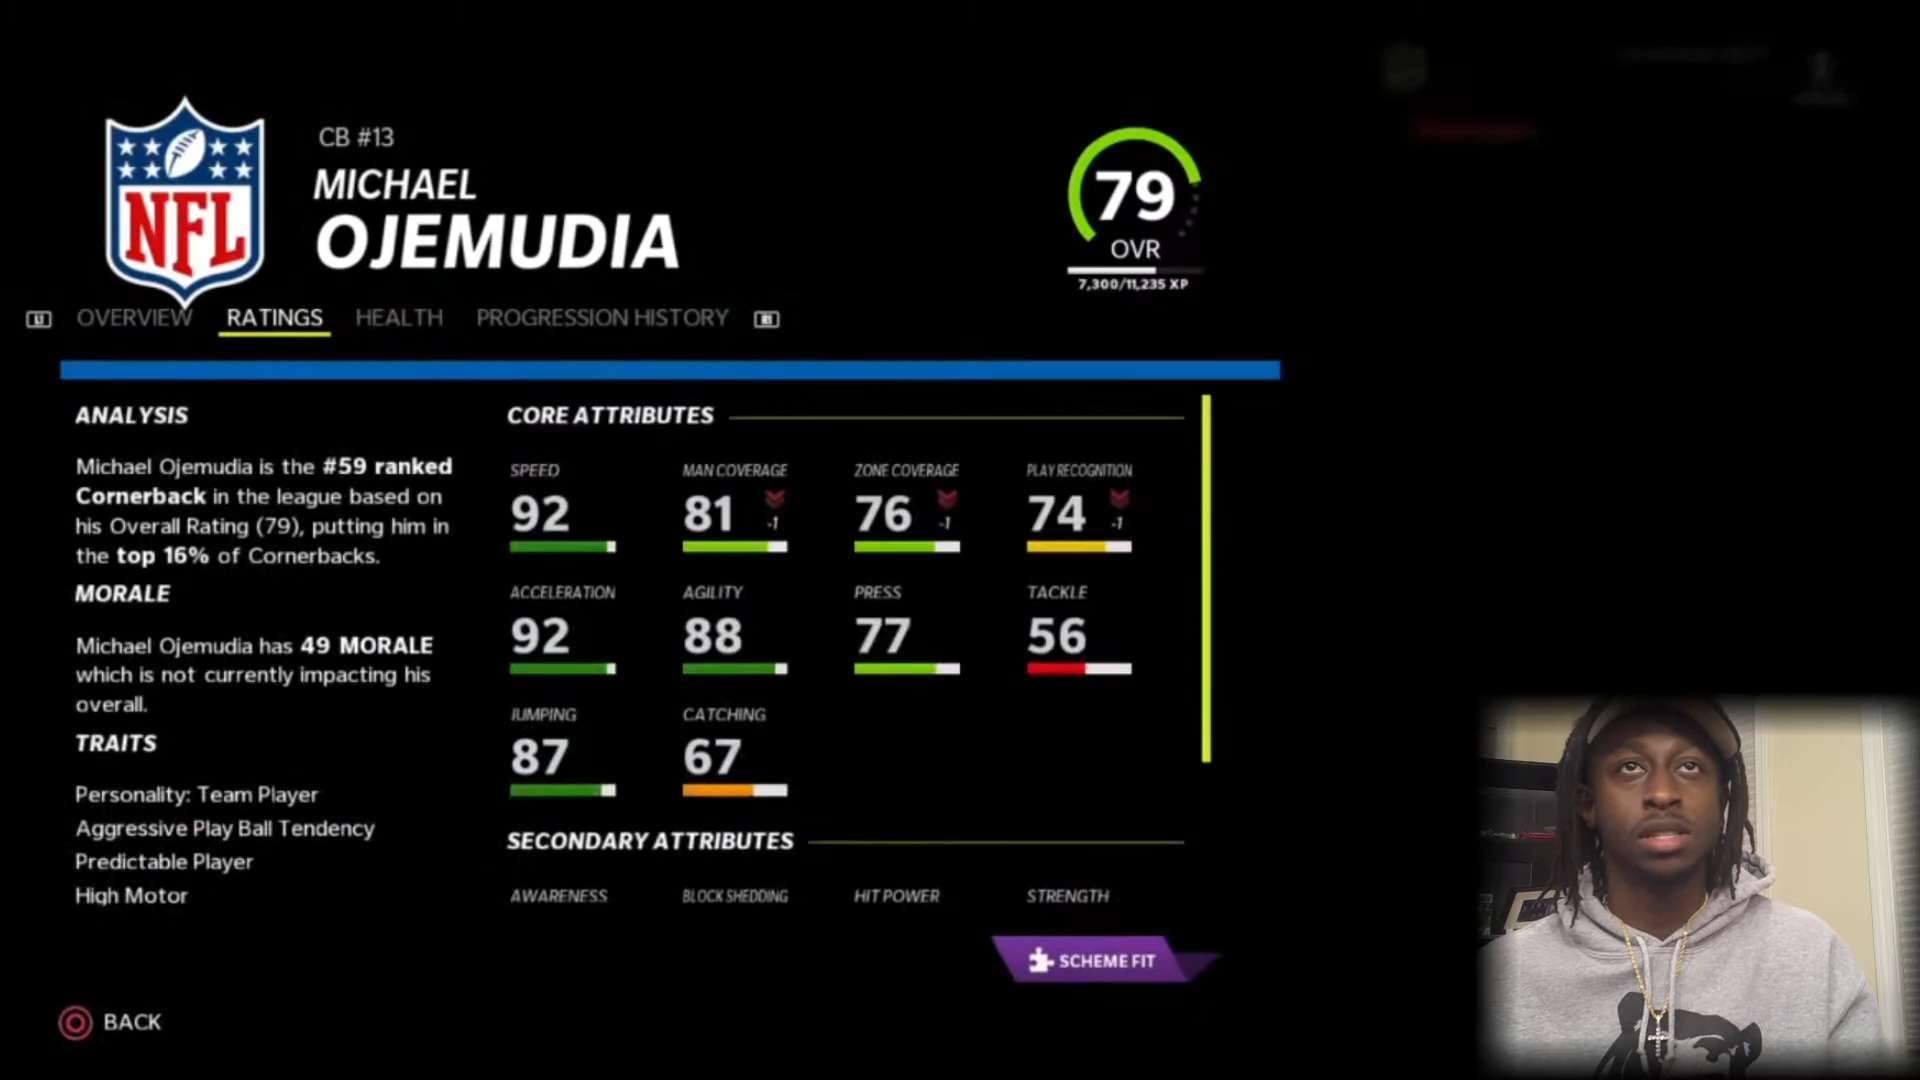 CB #13
MICHAEL
OJEMUDIA
NFL
79
OVR
7,300/11,235 XP
L1 OVERVIEW RATINGS HEALTH PROGRESSION HISTORY R1
ANALYSIS
Michael Ojemudia is the #59 ranked
Cornerback in the league based on
his Overall Rating (79), putting him in
the top 16% of Cornerbacks.
MORALE
Michael Ojemudia has 49 MORALE
which is not currently impacting his
overall.
TRAITS
Personality: Team Player
Aggressive Play Ball Tendency
Predictable Player
High Motor
CORE ATTRIBUTES
SPEED MAN COVERAGE ZONE COVERAGE PLAY RECOGNITION
92 81 -1 76 -1 74 -1
ACCELERATION AGILITY PRESS TACKLE
92 88 77 56
JUMPING CATCHING
87 67
SECONDARY ATTRIBUTES
AWARENESS BLOCK SHEDDING HIT POWER STRENGTH
SCHEME FIT
BACK